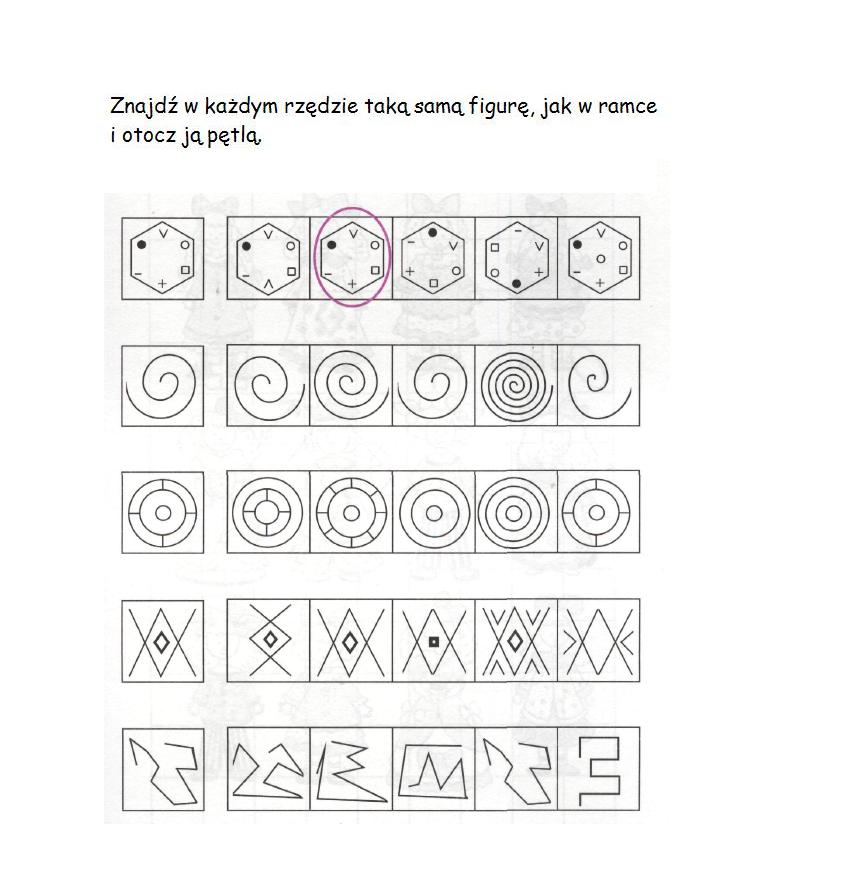 Znajdź w każdym rzędzie taką samą figurę, jak w ramce
i otocz ją pętlą.